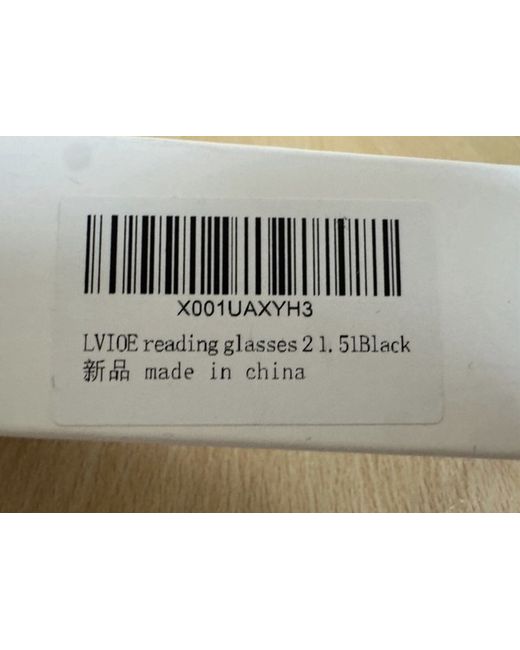 X001UAXYH3
LVIOE reading glasses 2 1.51Black
新品 made in china